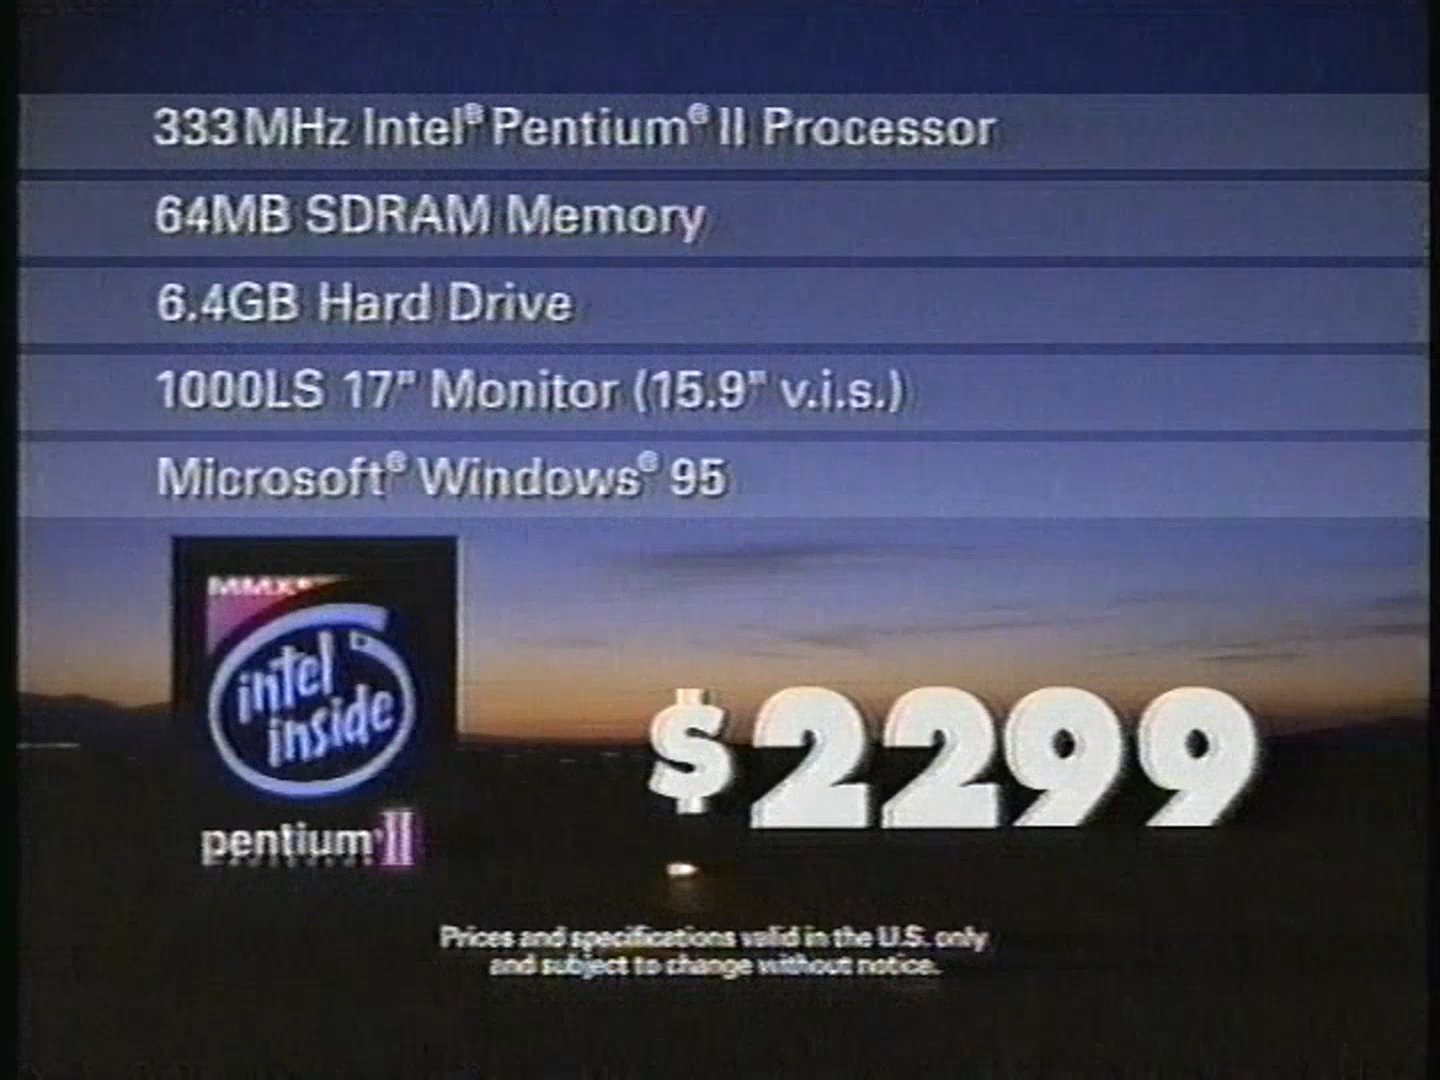 333MHz Intel® Pentium® II Processor
64MB SDRAM Memory
6.4GB Hard Drive
1000LS 17" Monitor (15.9" v.i.s.)
Microsoft® Windows® 95
MMX™
intel
inside
pentium® II
$2299
Prices and specifications valid in the U.S. only
and subject to change without notice.